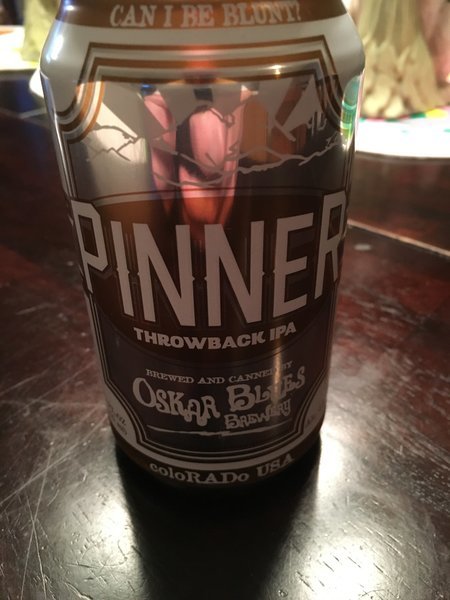 CAN I BE BLUNT?
PINNER
THROWBACK IPA
BREWED AND CANNED BY
OSKAR BLUES
BREWERY
coloRADo USA